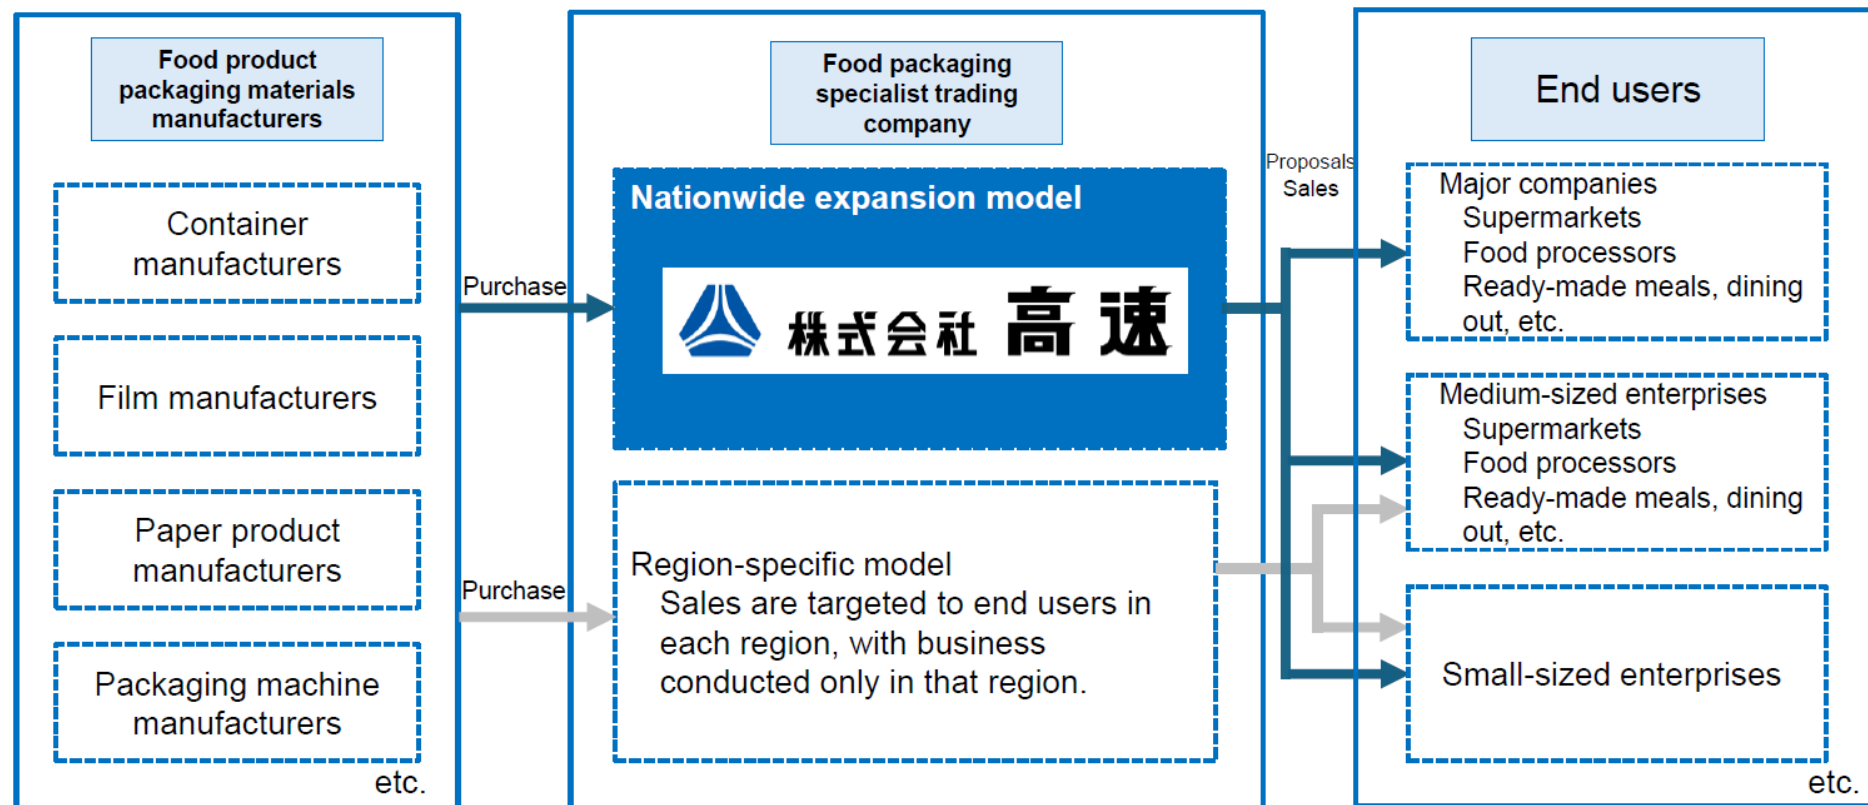 Food product
packaging materials
manufacturers
Container
manufacturers
Film manufacturers
Paper product
manufacturers
Packaging machine
manufacturers
etc.
Purchase
Purchase
Food packaging
specialist trading
company
Nationwide expansion model
株式会社 高速
Region-specific model
Sales are targeted to end users in
each region, with business
conducted only in that region.
Proposals
Sales
End users
Major companies
Supermarkets
Food processors
Ready-made meals, dining
out, etc.
Medium-sized enterprises
Supermarkets
Food processors
Ready-made meals, dining
out, etc.
Small-sized enterprises
etc.